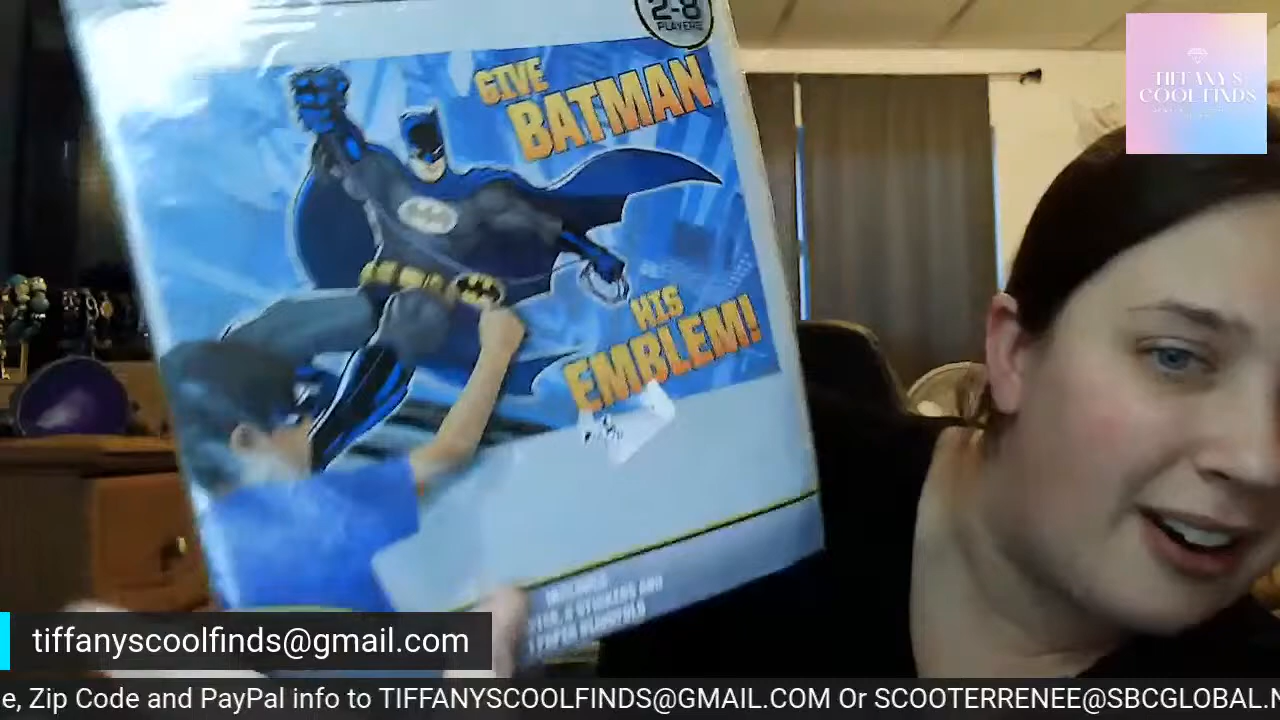 2-8
PLAYERS
GIVE
BATMAN
HIS
EMBLEM!
TIFFANY'S
COOL FINDS
tiffanyscoolfinds@gmail.com
e, Zip Code and PayPal info to TIFFANYSCOOLFINDS@GMAIL.COM Or SCOOTERRENEE@SBCGLOBAL.N